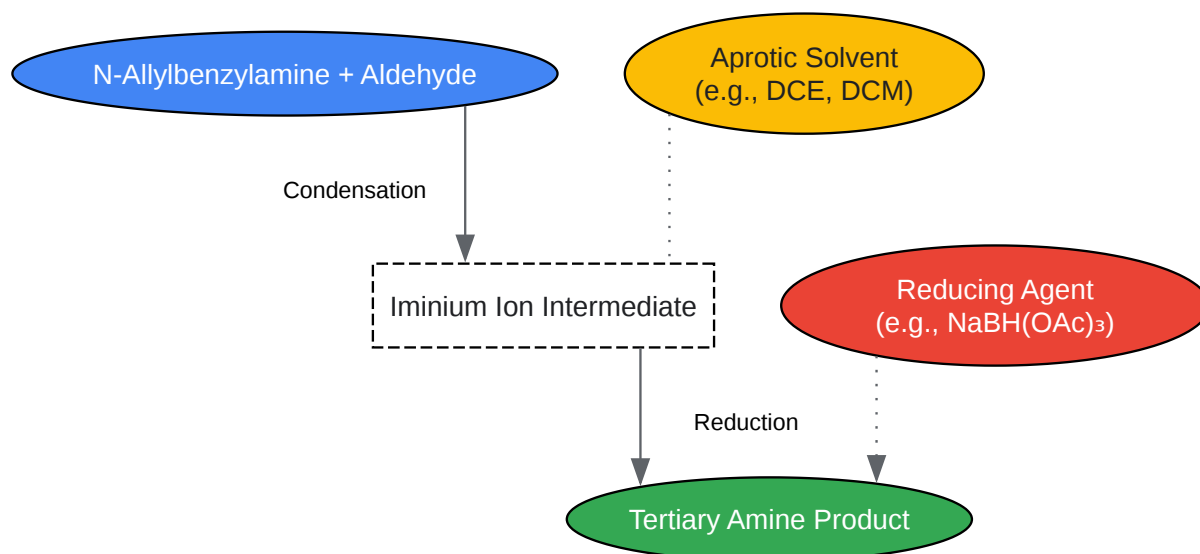 N-Allylbenzylamine + Aldehyde
Aprotic Solvent
(e.g., DCE, DCM)
Condensation
Iminium Ion Intermediate
Reducing Agent
(e.g., NaBH(OAc)₃)
Reduction
Tertiary Amine Product